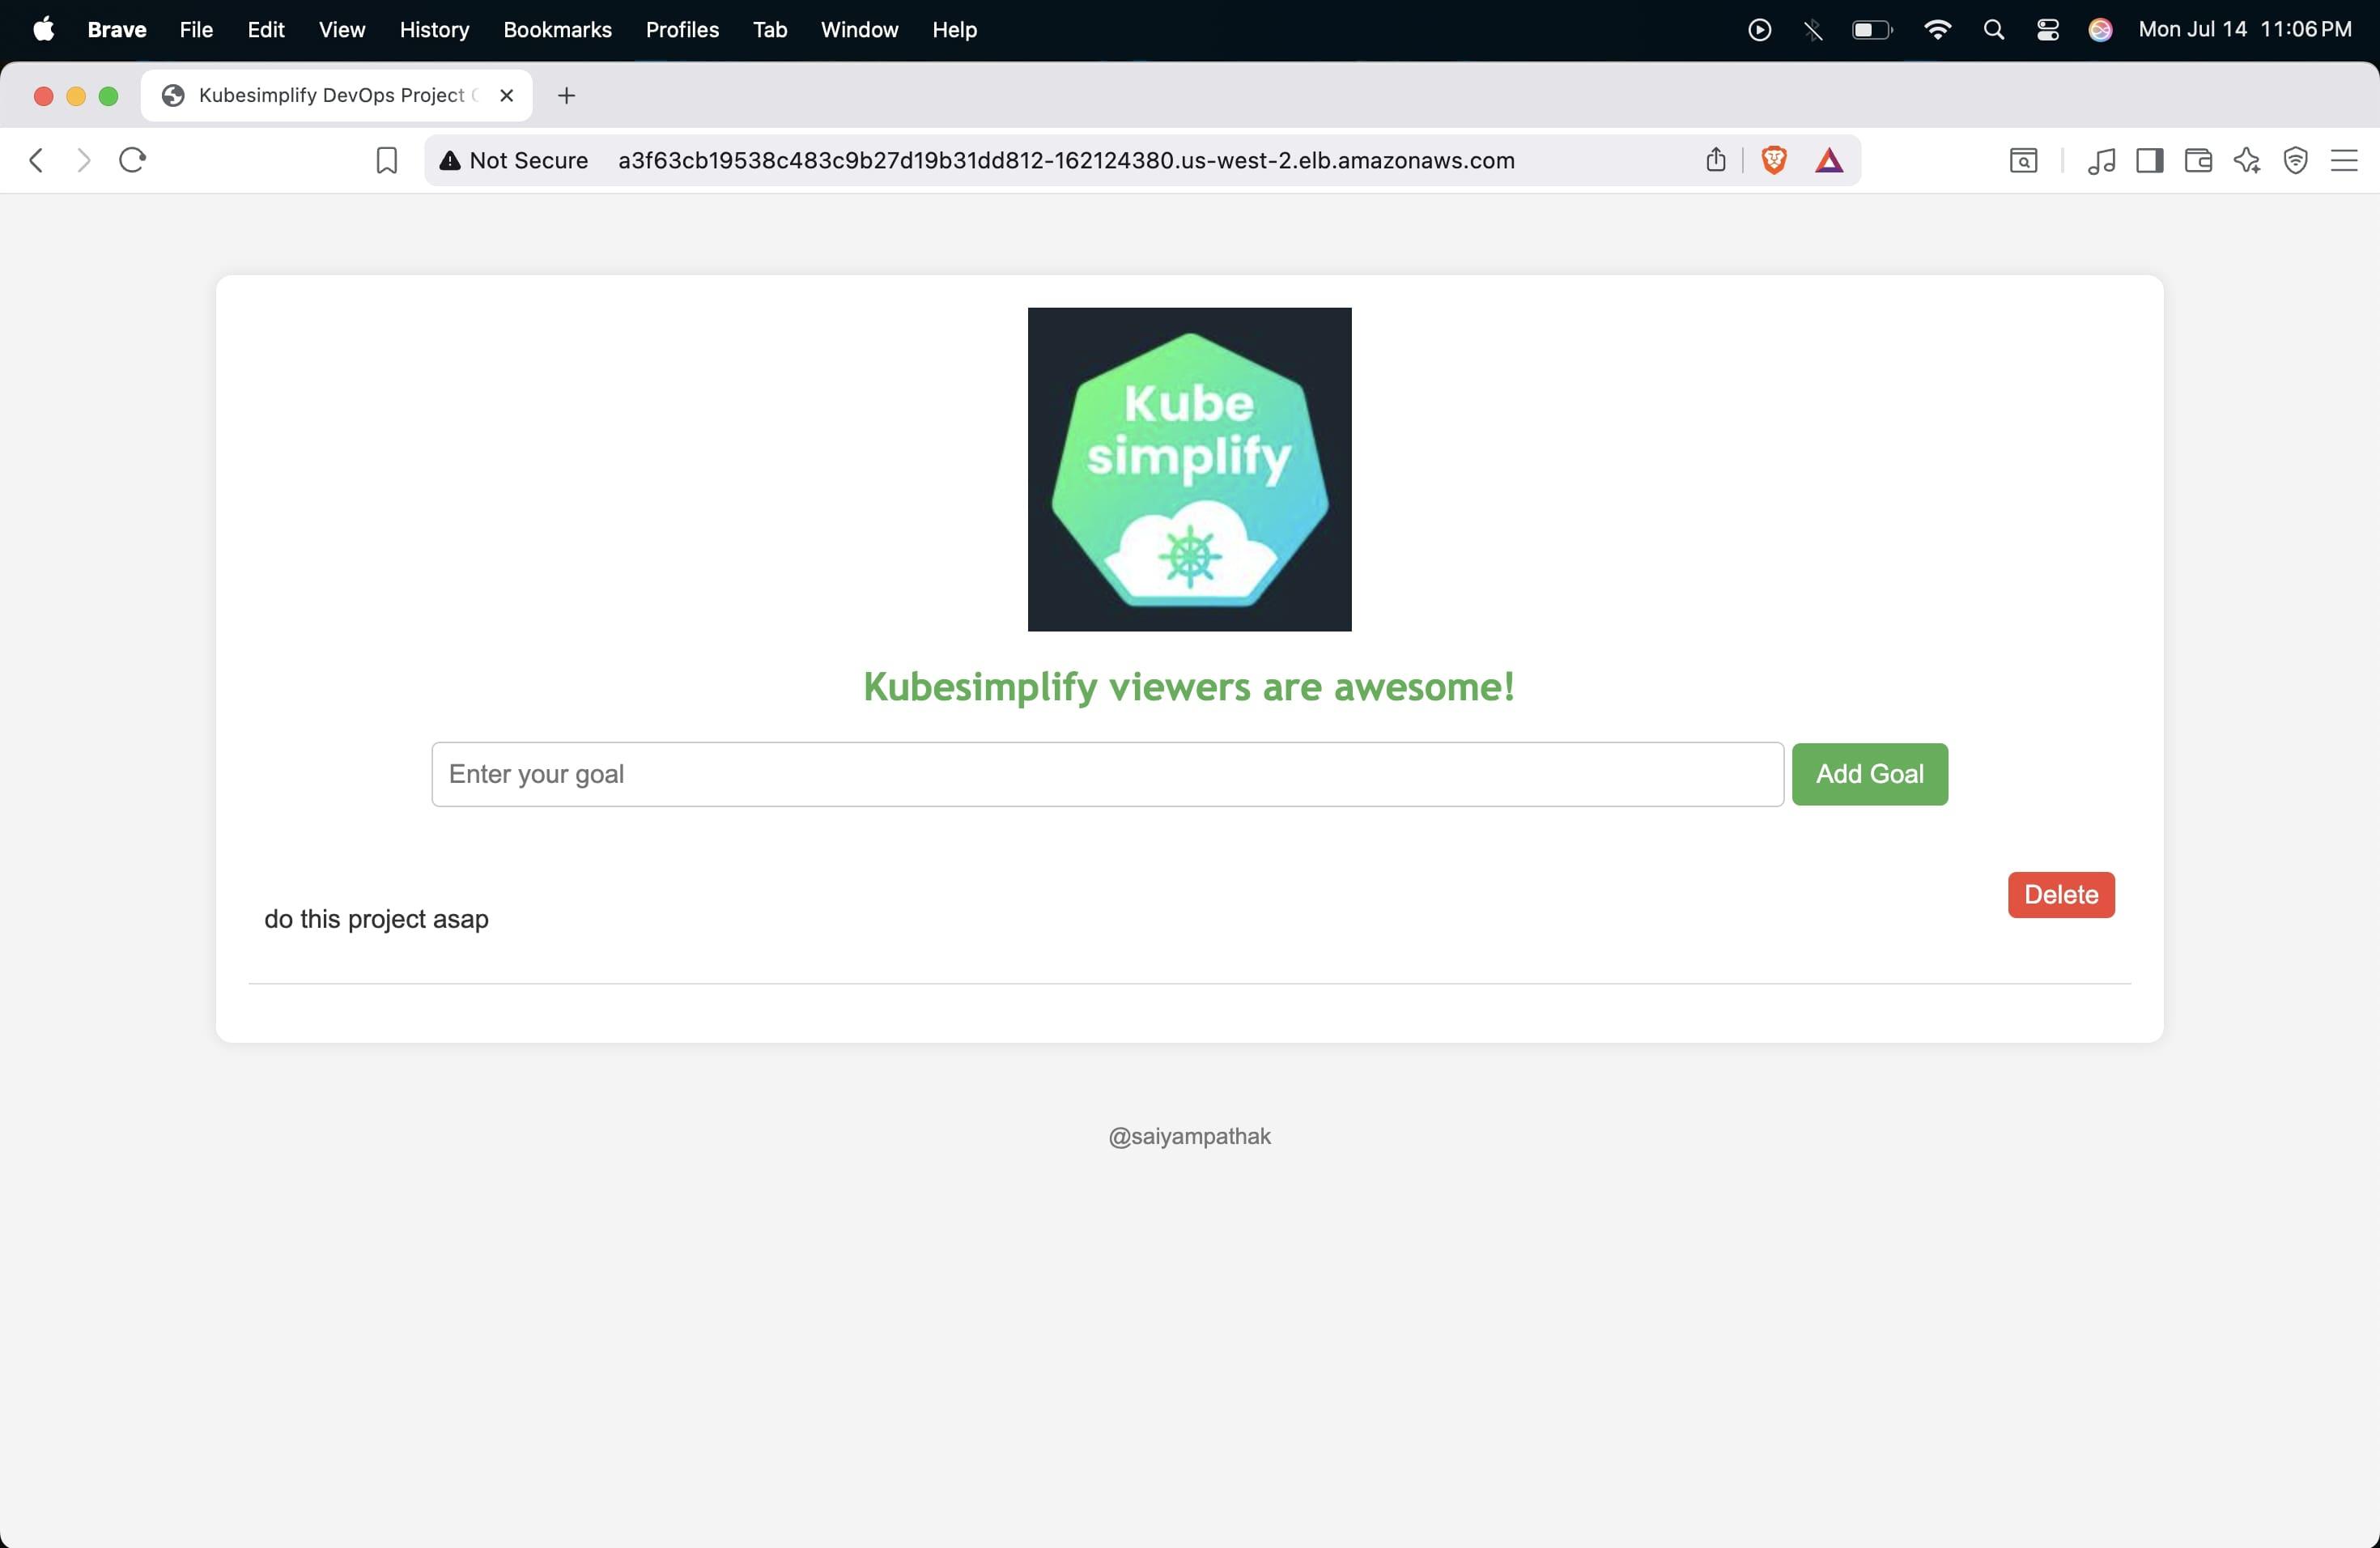 Brave File Edit View History Bookmarks Profiles Tab Window Help Mon Jul 14 11:06 PM
Kubesimplify DevOps Project
Not Secure a3f63cb19538c483c9b27d19b31dd812-162124380.us-west-2.elb.amazonaws.com
Kube
simplify
Kubesimplify viewers are awesome!
Enter your goal Add Goal
Delete
do this project asap
@saiyampathak